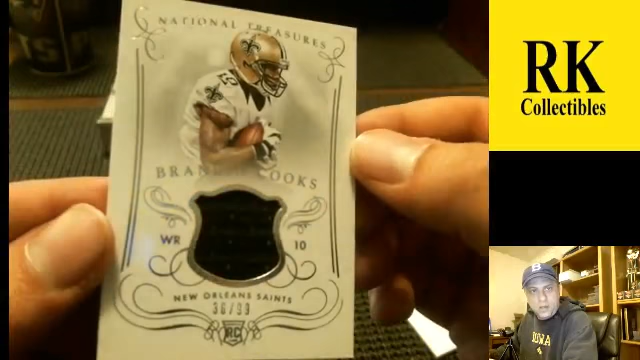 NATIONAL TREASURES
RK
Collectibles
BRAN OOKS
WR
10
NEW ORLEANS SAINTS
36/99
RC